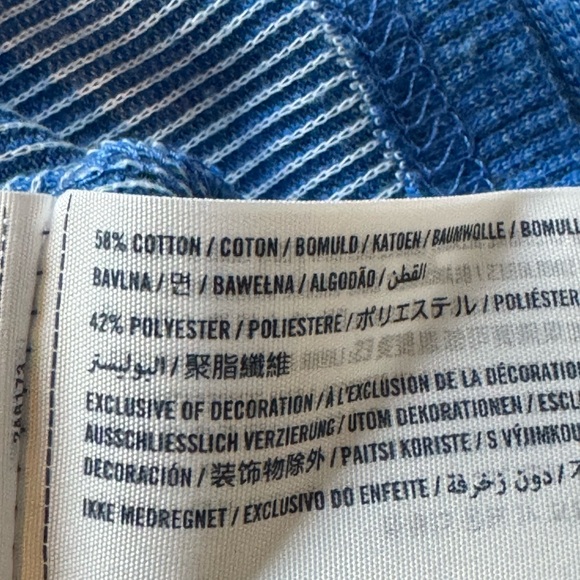 58% COTTON / COTON / BOMULD / KATOEN / BAUMWOLLE / BOMULL
BAVLNA / 면 / BAWEŁNA / ALGODÃO / القطن
42% POLYESTER / POLIESTERE / ポリエステル / POLIÉSTER
البوليستر / 聚脂纖維
EXCLUSIVE OF DECORATION / À L'EXCLUSION DE LA DÉCORATION
AUSSCHLIESSLICH VERZIERUNG / UTOM DEKORATIONEN / ESCL
DECORACIÓN / 装饰物除外 / PAITSI KORISTE / S VÝJIMKOU
IKKE MEDREGNET / EXCLUSIVO DO ENFEITE / دون زخرفة /